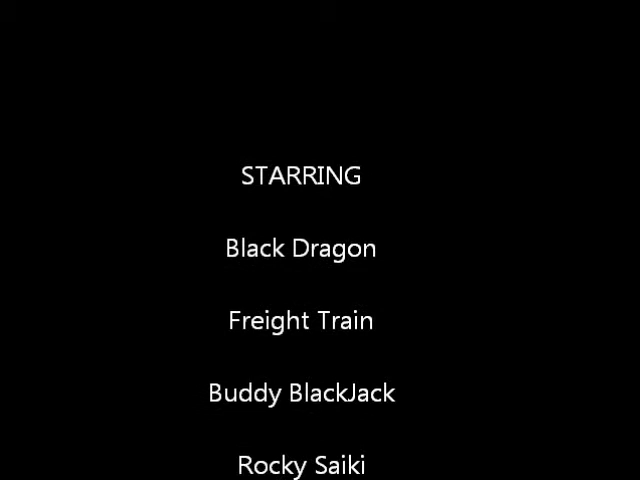 STARRING
Black Dragon
Freight Train
Buddy BlackJack
Rocky Saiki